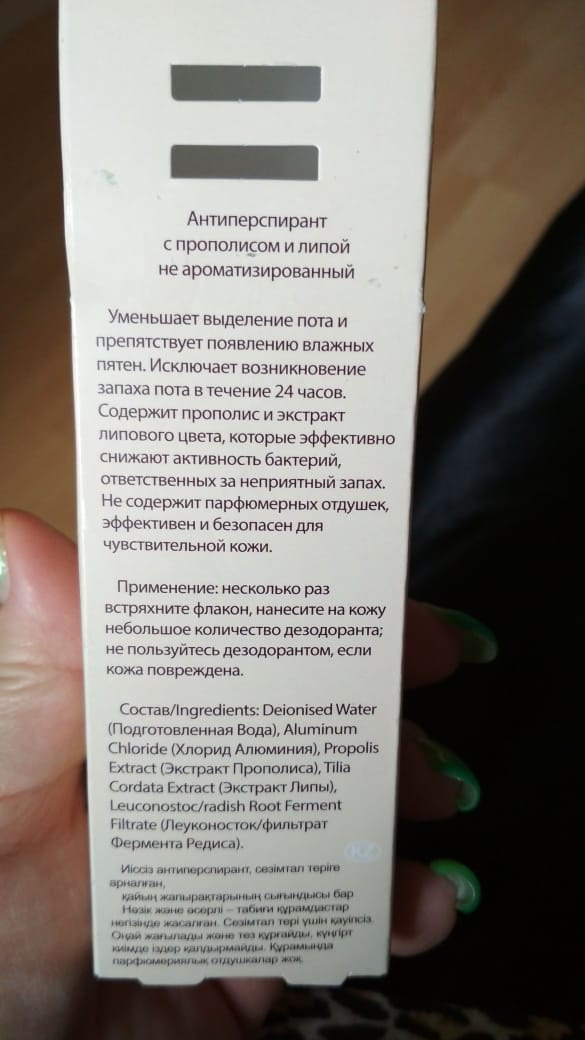 Антиперспирант
с прополисом и липой
не ароматизированный
Уменьшает выделение пота и
препятствует появлению влажных
пятен. Исключает возникновение
запаха пота в течение 24 часов.
Содержит прополис и экстракт
липового цвета, которые эффективно
снижают активность бактерий,
ответственных за неприятный запах.
Не содержит парфюмерных отдушек,
эффективен и безопасен для
чувствительной кожи.
Применение: несколько раз
встряхните флакон, нанесите на кожу
небольшое количество дезодоранта;
не пользуйтесь дезодорантом, если
кожа повреждена.
Состав/Ingredients: Deionised Water
(Подготовленная Вода), Aluminum
Chloride (Хлорид Алюминия), Propolis
Extract (Экстракт Прополиса), Tilia
Cordata Extract (Экстракт Липы),
Leuconostoc/radish Root Ferment
Filtrate (Леуконосток/фильтрат
Фермента Редиса).
KZ
Иіссіз антиперспирант, сезімтал теріге
арналған,
қайың жапырақтарының сығындысы бар
Нәзік және әсерлі – табиғи құрамдастар
негізінде жасалған. Сезімтал тері үшін қауіпсіз.
Оңай жағылады және тез құрғайды, күңгірт
киімде іздер қалдырмайды. Құрамында
парфюмериялық отдушкалар жоқ.